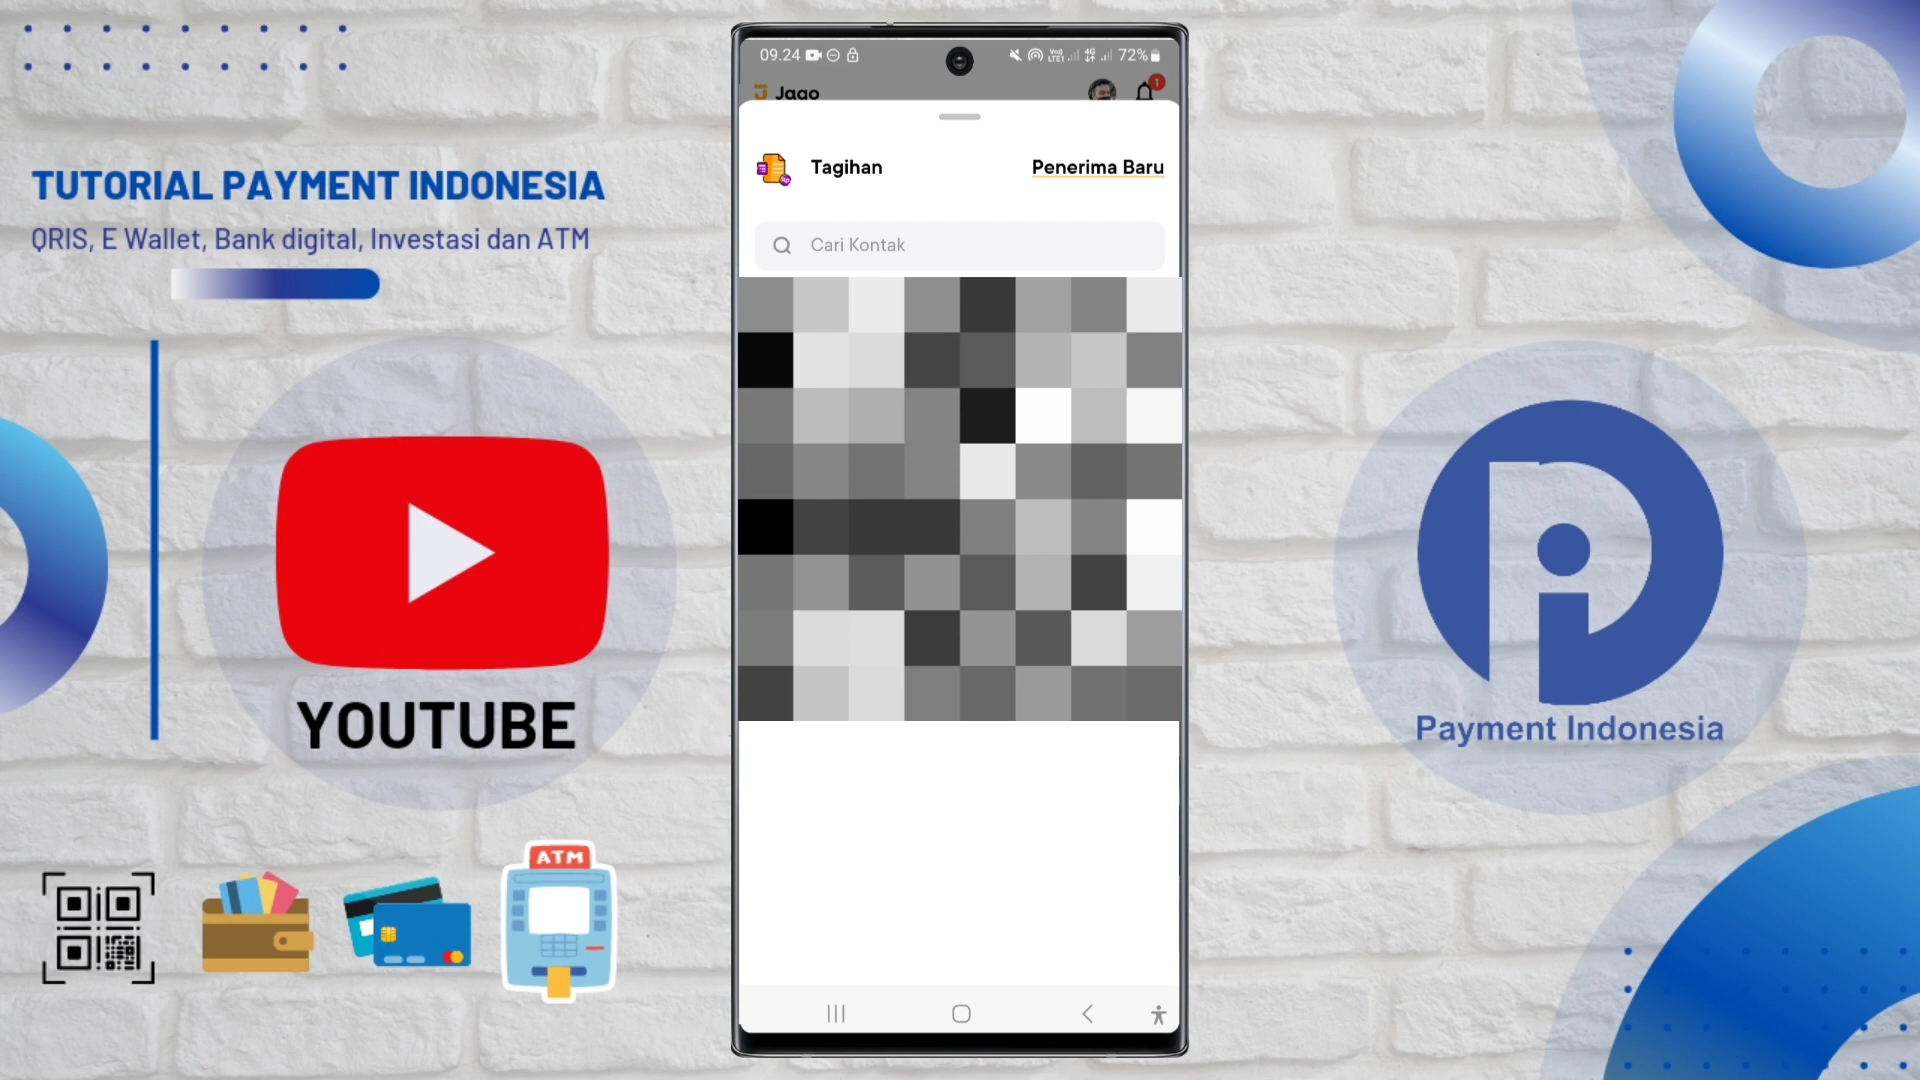 TUTORIAL PAYMENT INDONESIA
QRIS, E Wallet, Bank digital, Investasi dan ATM
YOUTUBE
ATM
09.24
72%
Jago
1
Tagihan
Penerima Baru
Cari Kontak
Payment Indonesia